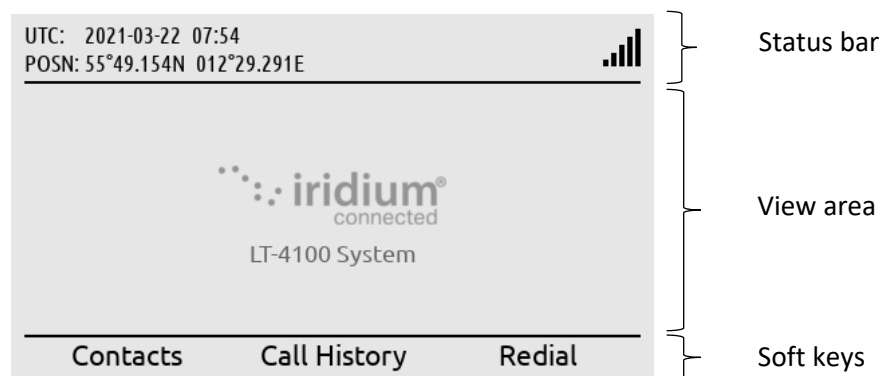 UTC: 2021-03-22 07:54
POSN: 55°49.154N 012°29.291E
Status bar
iridium®
connected
LT-4100 System
View area
Contacts Call History Redial
Soft keys